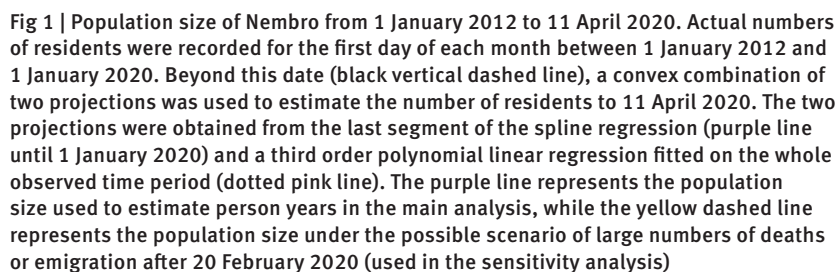 Fig 1 | Population size of Nembro from 1 January 2012 to 11 April 2020. Actual numbers
of residents were recorded for the first day of each month between 1 January 2012 and
1 January 2020. Beyond this date (black vertical dashed line), a convex combination of
two projections was used to estimate the number of residents to 11 April 2020. The two
projections were obtained from the last segment of the spline regression (purple line
until 1 January 2020) and a third order polynomial linear regression fitted on the whole
observed time period (dotted pink line). The purple line represents the population
size used to estimate person years in the main analysis, while the yellow dashed line
represents the population size under the possible scenario of large numbers of deaths
or emigration after 20 February 2020 (used in the sensitivity analysis)